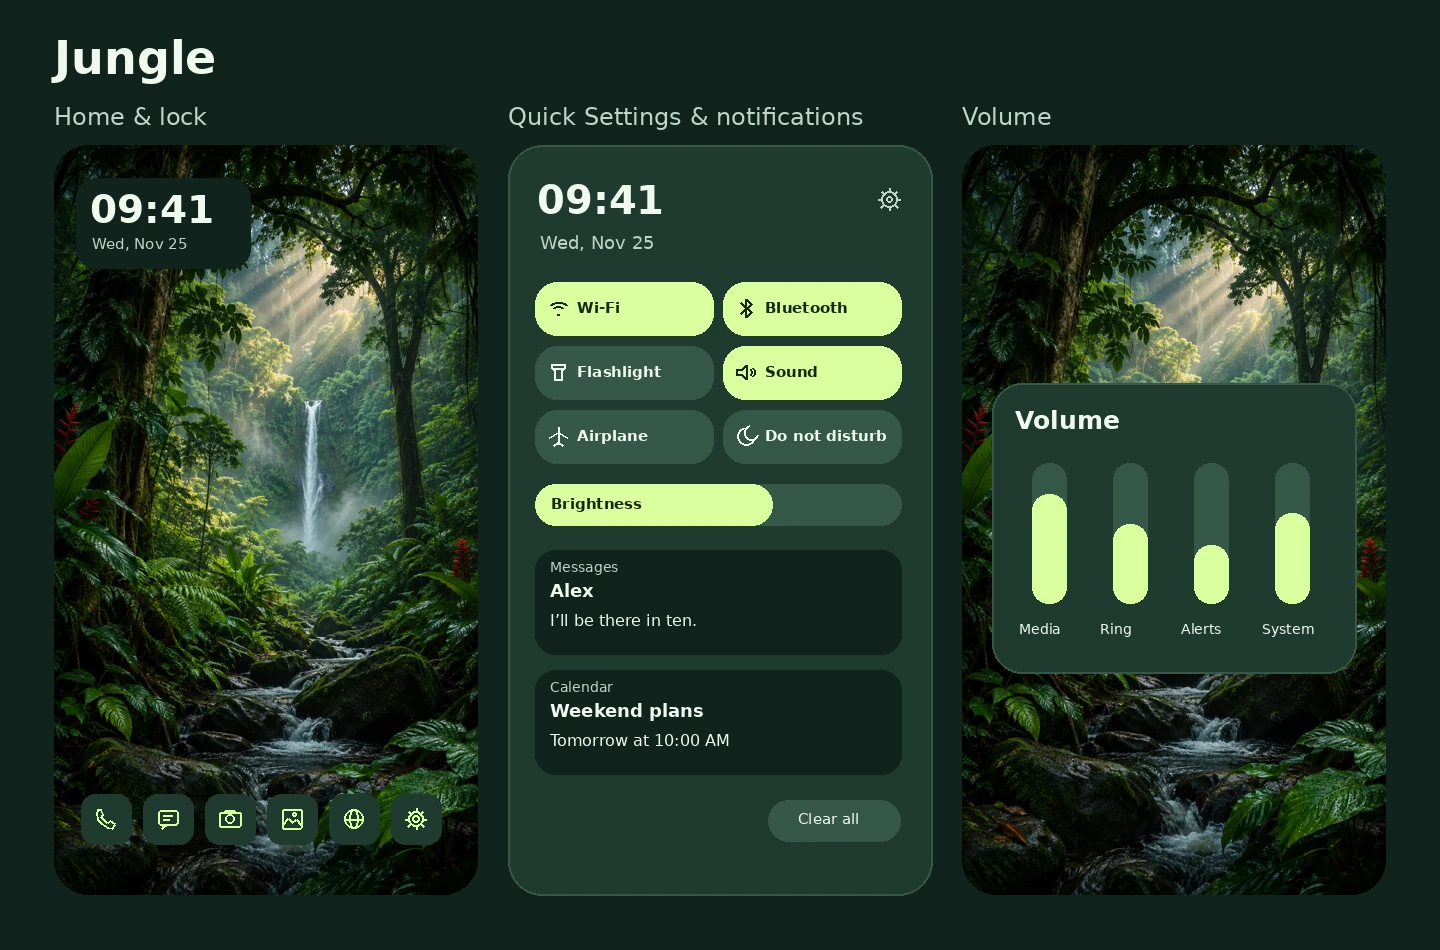 Jungle
Home & lock
09:41
Wed, Nov 25
Quick Settings & notifications
09:41
Wed, Nov 25
Wi-Fi
Bluetooth
Flashlight
Sound
Airplane
Do not disturb
Brightness
Messages
Alex
I’ll be there in ten.
Calendar
Weekend plans
Tomorrow at 10:00 AM
Clear all
Volume
Volume
Media
Ring
Alerts
System